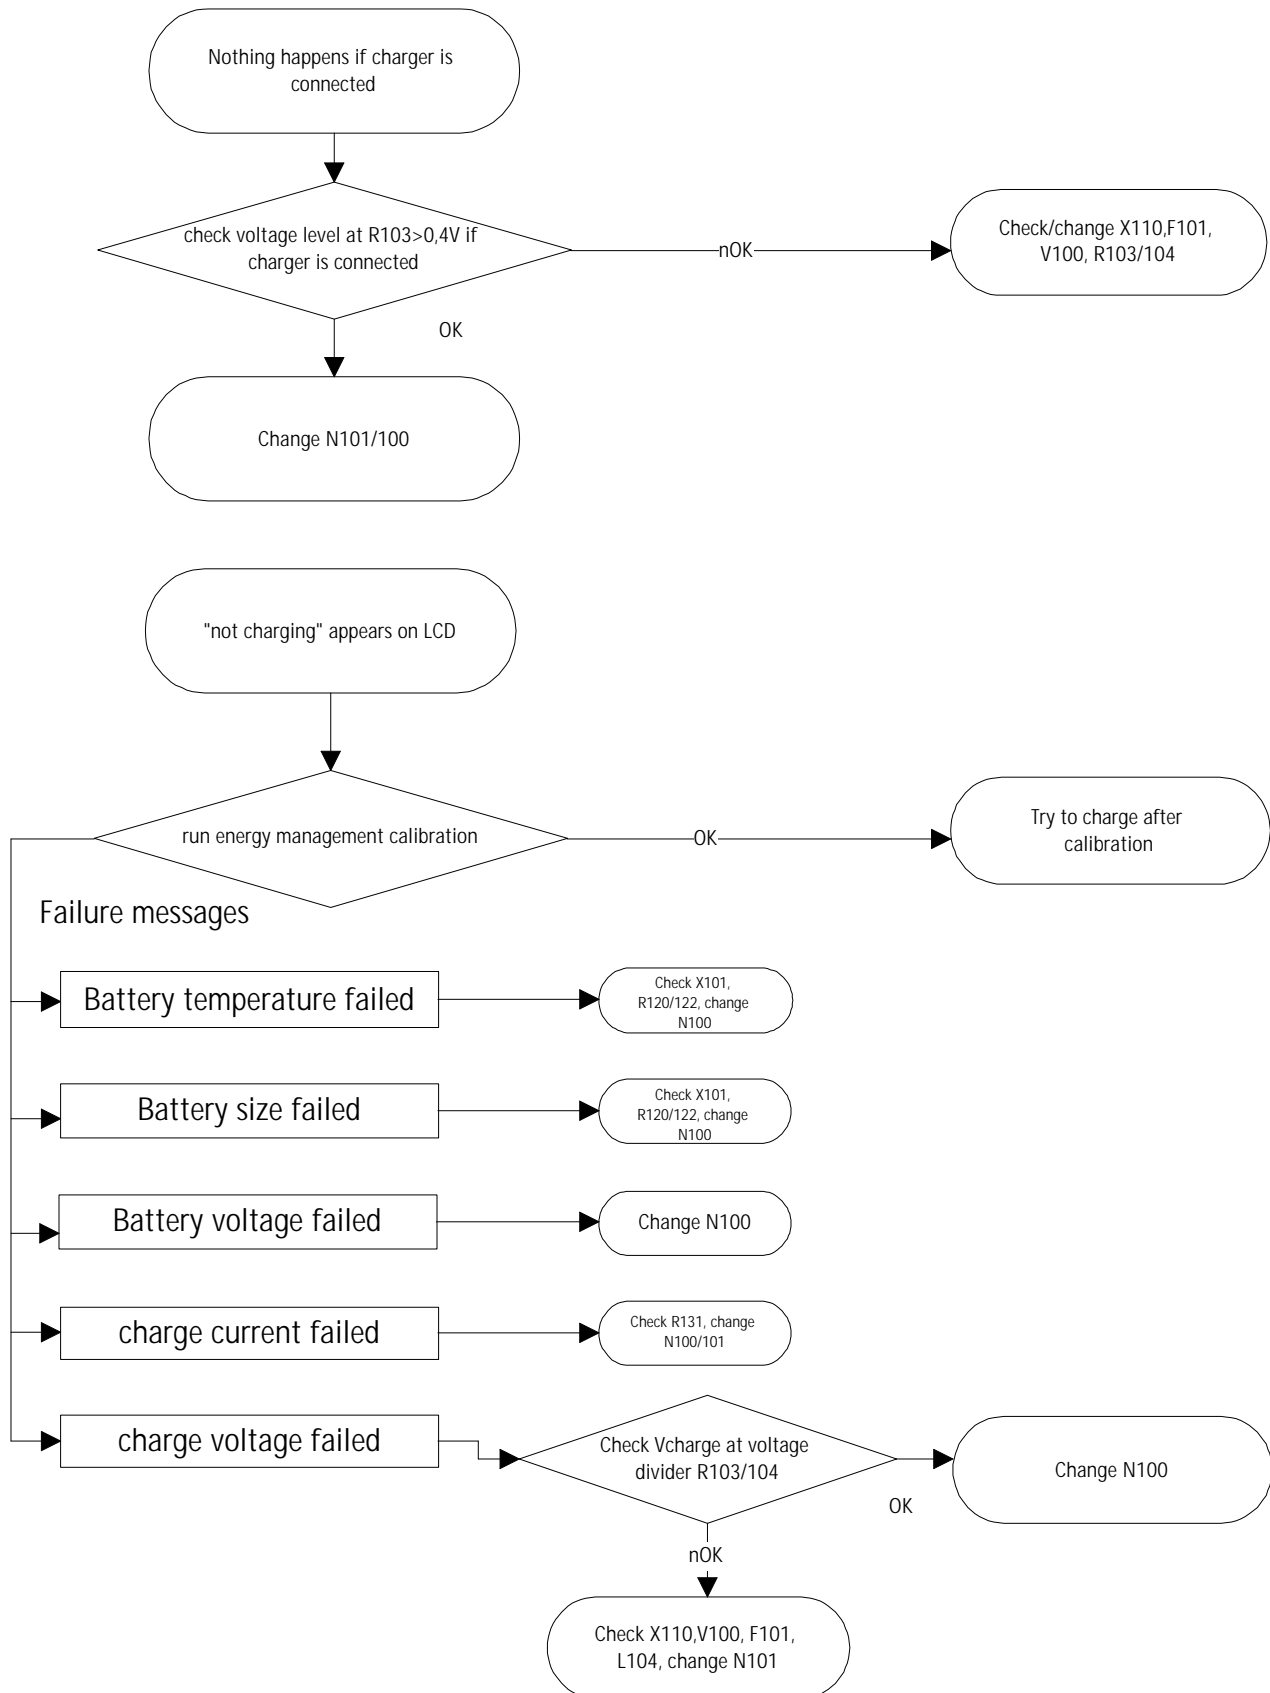 Nothing happens if charger is
connected
check voltage level at R103>0,4V if
charger is connected
nOK
Check/change X110,F101,
V100, R103/104
OK
Change N101/100
"not charging" appears on LCD
run energy management calibration
OK
Try to charge after
calibration
Failure messages
Battery temperature failed
Check X101,
R120/122, change
N100
Battery size failed
Check X101,
R120/122, change
N100
Battery voltage failed
Change N100
charge current failed
Check R131, change
N100/101
charge voltage failed
Check Vcharge at voltage
divider R103/104
OK
Change N100
nOK
Check X110,V100, F101,
L104, change N101